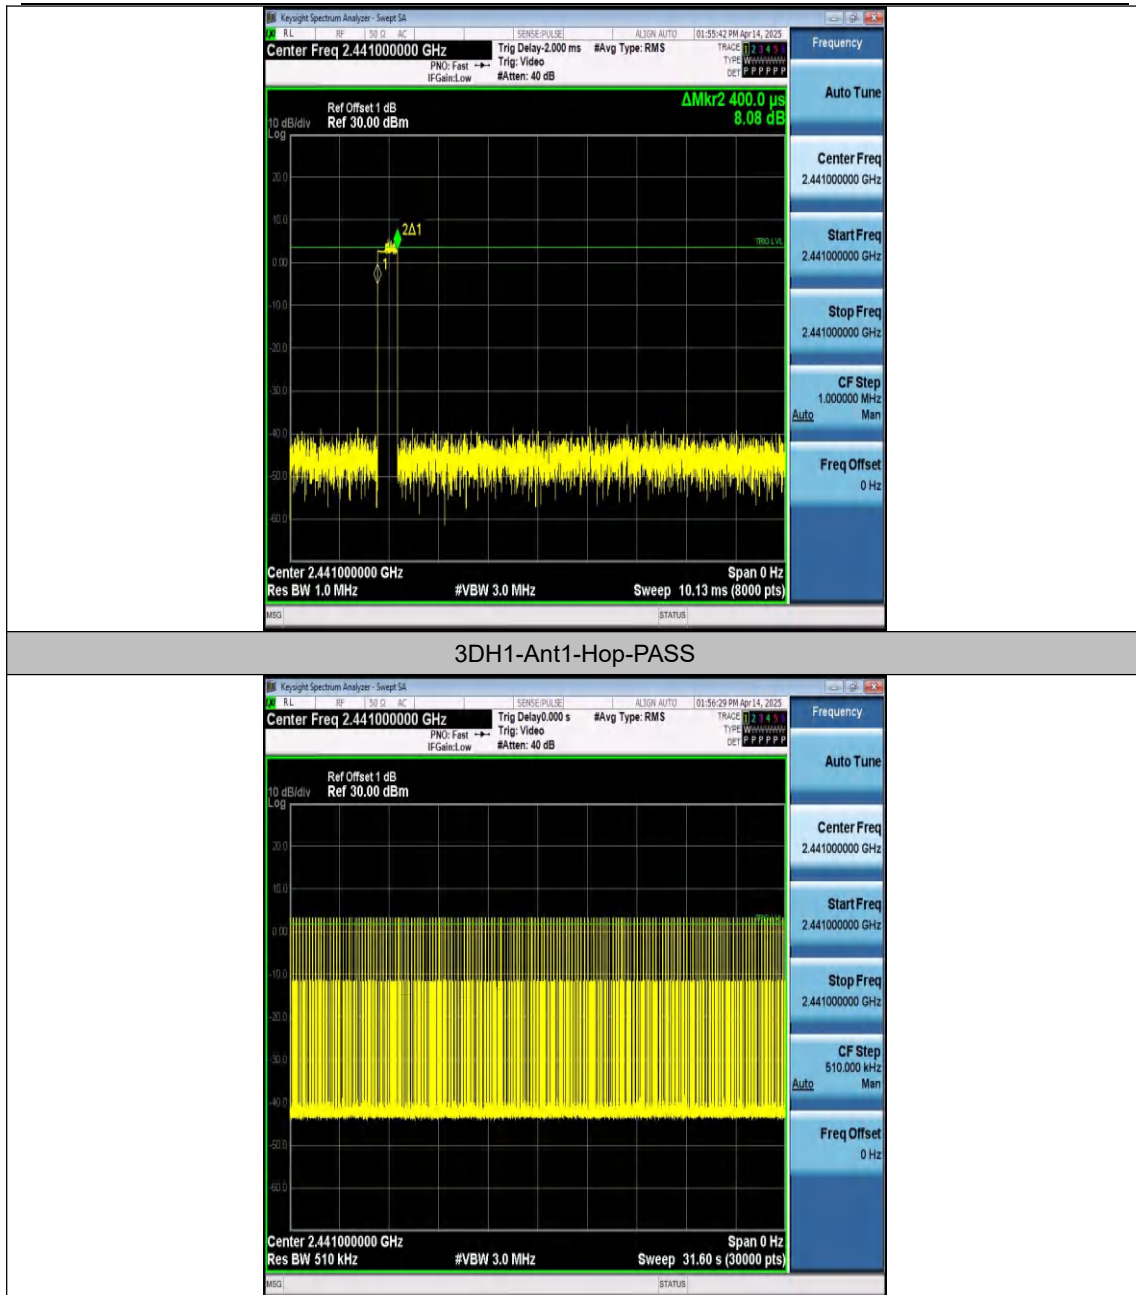 Keysight Spectrum Analyzer - Swept SA
RL RF 50 Ω AC SENSE:PULSE ALIGN AUTO 01:55:42 PM Apr 14, 2025
Center Freq 2.441000000 GHz
PNO: Fast
IFGain:Low
Trig Delay-2.000 ms
Trig: Video
#Atten: 40 dB
#Avg Type: RMS
TRACE 1 2 3 4 5 6
TYPE WWWWWW
DET P P P P P P
Frequency
Auto Tune
Center Freq
2.441000000 GHz
Start Freq
2.441000000 GHz
Stop Freq
2.441000000 GHz
CF Step
1.000000 MHz
Auto Man
Freq Offset
0 Hz
ΔMkr2 400.0 µs
8.08 dB
Ref Offset 1 dB
10 dB/div Ref 30.00 dBm
Log
20.0
10.0
0.00
-10.0
-20.0
-30.0
-40.0
-50.0
-60.0
2Δ1
1
TRIG LVL
Center 2.441000000 GHz Span 0 Hz
Res BW 1.0 MHz #VBW 3.0 MHz Sweep 10.13 ms (8000 pts)
MSG STATUS
3DH1-Ant1-Hop-PASS
Keysight Spectrum Analyzer - Swept SA
RL RF 50 Ω AC SENSE:PULSE ALIGN AUTO 01:56:29 PM Apr 14, 2025
Center Freq 2.441000000 GHz
PNO: Fast
IFGain:Low
Trig Delay0.000 s
Trig: Video
#Atten: 40 dB
#Avg Type: RMS
TRACE 1 2 3 4 5 6
TYPE WWWWWW
DET P P P P P P
Frequency
Auto Tune
Center Freq
2.441000000 GHz
Start Freq
2.441000000 GHz
Stop Freq
2.441000000 GHz
CF Step
510.000 kHz
Auto Man
Freq Offset
0 Hz
Ref Offset 1 dB
10 dB/div Ref 30.00 dBm
Log
20.0
10.0
0.00
-10.0
-20.0
-30.0
-40.0
-50.0
-60.0
Center 2.441000000 GHz Span 0 Hz
Res BW 510 kHz #VBW 3.0 MHz Sweep 31.60 s (30000 pts)
MSG STATUS